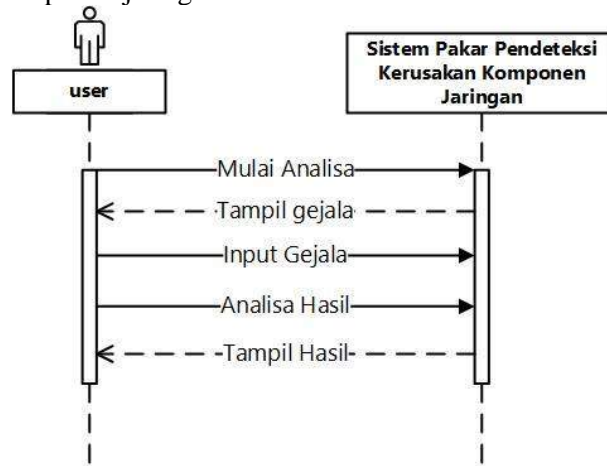 user
Sistem Pakar Pendeteksi
Kerusakan Komponen
Jaringan
Mulai Analisa
Tampil gejala
Input Gejala
Analisa Hasil
Tampil Hasil